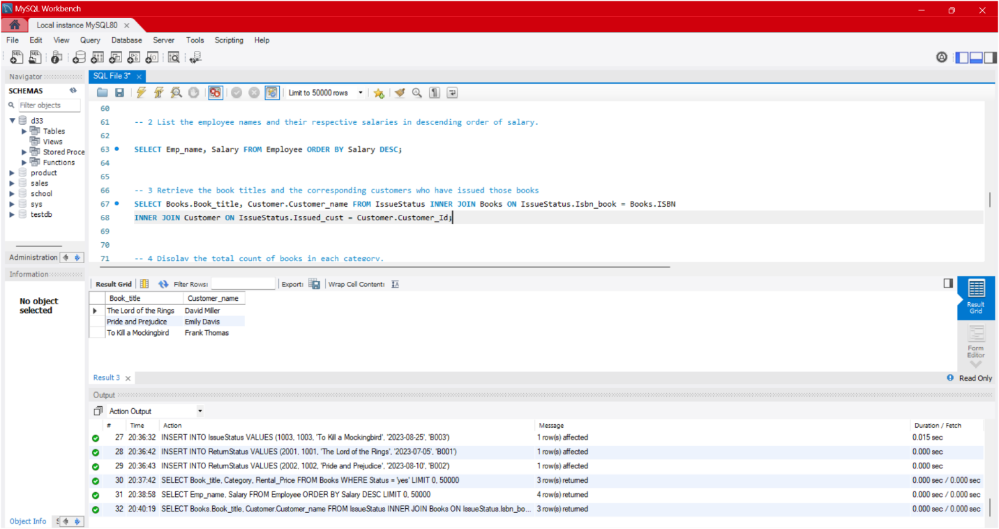 MySQL Workbench
Local instance MySQL80
File Edit View Query Database Server Tools Scripting Help
Navigator
SCHEMAS
Filter objects
d33
Tables
Views
Stored Proce
Functions
product
sales
school
sys
testdb
Administration
Information
No object
selected
Object Info S
SQL File 3*
Limit to 50000 rows
60
61 -- 2 List the employee names and their respective salaries in descending order of salary.
62
63 SELECT Emp_name, Salary FROM Employee ORDER BY Salary DESC;
64
65
66 -- 3 Retrieve the book titles and the corresponding customers who have issued those books
67 SELECT Books.Book_title, Customer.Customer_name FROM IssueStatus INNER JOIN Books ON IssueStatus.Isbn_book = Books.ISBN
68 INNER JOIN Customer ON IssueStatus.Issued_cust = Customer.Customer_Id;
69
70
71 -- 4 Display the total count of books in each category.
Result Grid Filter Rows: Export: Wrap Cell Content:
Book_title Customer_name
The Lord of the Rings David Miller
Pride and Prejudice Emily Davis
To Kill a Mockingbird Frank Thomas
Result
Grid
Form
Editor
Result 3
Read Only
Output
Action Output
# Time Action Message Duration / Fetch
27 20:36:32 INSERT INTO IssueStatus VALUES (1003, 1003, 'To Kill a Mockingbird', '2023-08-25', 'B003') 1 row(s) affected 0.015 sec
28 20:36:42 INSERT INTO ReturnStatus VALUES (2001, 1001, 'The Lord of the Rings', '2023-07-05', 'B001') 1 row(s) affected 0.000 sec
29 20:36:43 INSERT INTO ReturnStatus VALUES (2002, 1002, 'Pride and Prejudice', '2023-08-10', 'B002') 1 row(s) affected 0.000 sec
30 20:37:42 SELECT Book_title, Category, Rental_Price FROM Books WHERE Status = 'yes' LIMIT 0, 50000 3 row(s) returned 0.000 sec / 0.000 sec
31 20:38:58 SELECT Emp_name, Salary FROM Employee ORDER BY Salary DESC LIMIT 0, 50000 4 row(s) returned 0.000 sec / 0.000 sec
32 20:40:19 SELECT Books.Book_title, Customer.Customer_name FROM IssueStatus INNER JOIN Books ON IssueStatus.Isbn_bo... 3 row(s) returned 0.000 sec / 0.000 sec